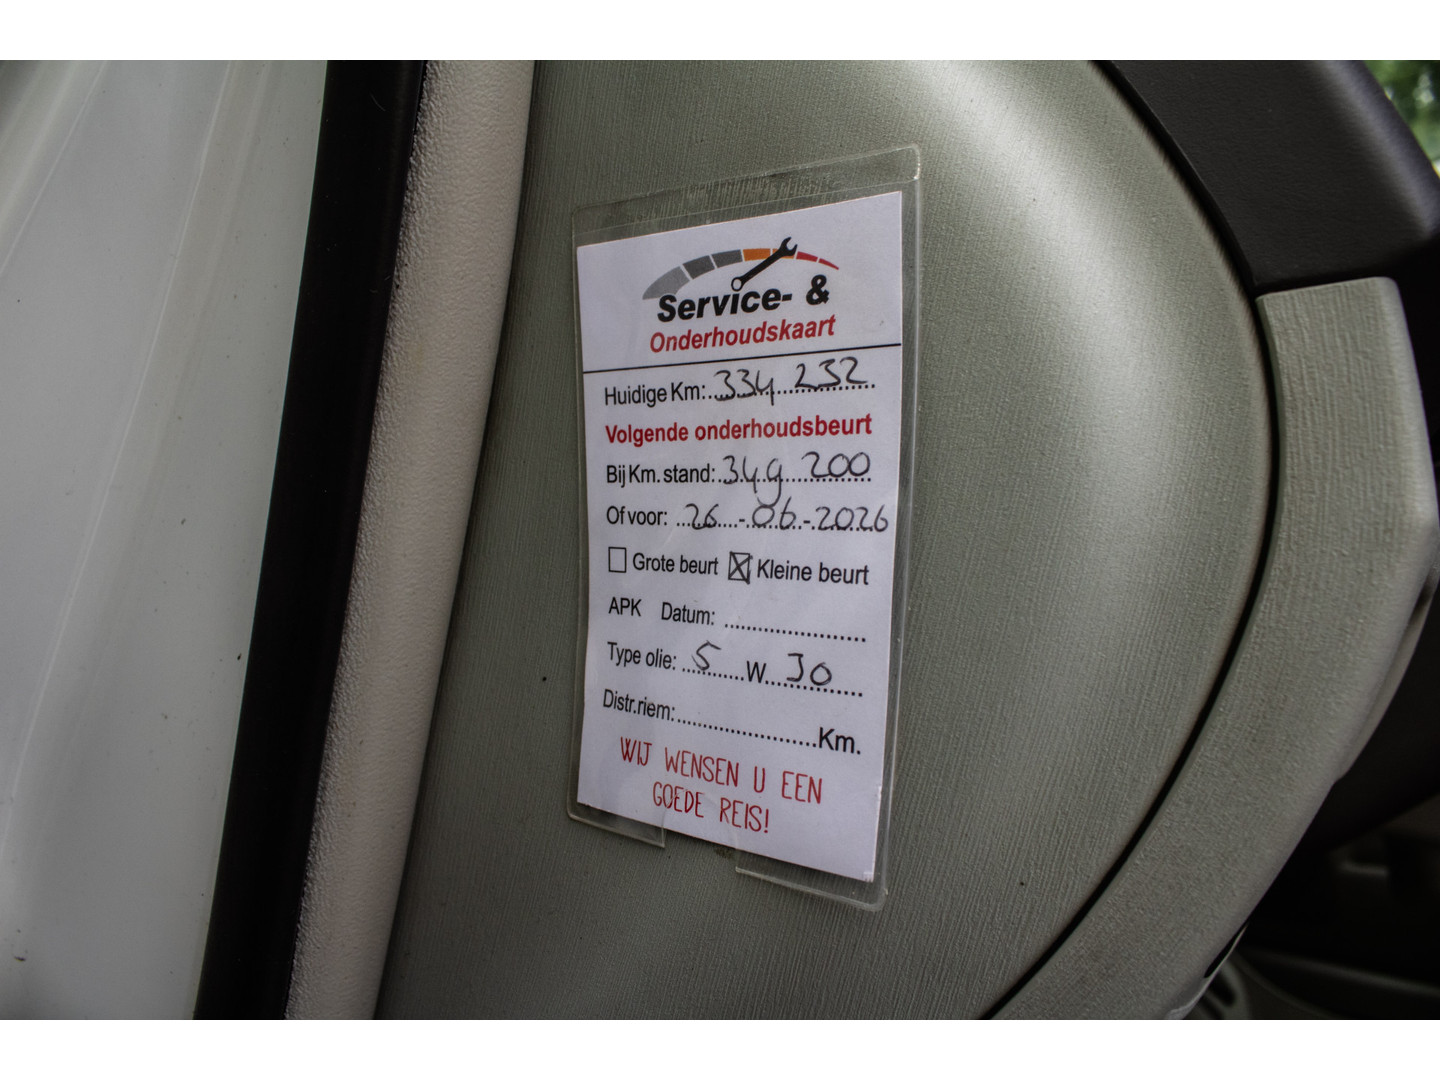 Service- &
Onderhoudskaart
Huidige Km: 334 232
Volgende onderhoudsbeurt
Bij Km. stand: 349 200
Of voor: 26-06-2026
Grote beurt Kleine beurt
APK Datum:
Type olie: 5 W 30
Distr.riem: Km.
WIJ WENSEN U EEN
GOEDE REIS!